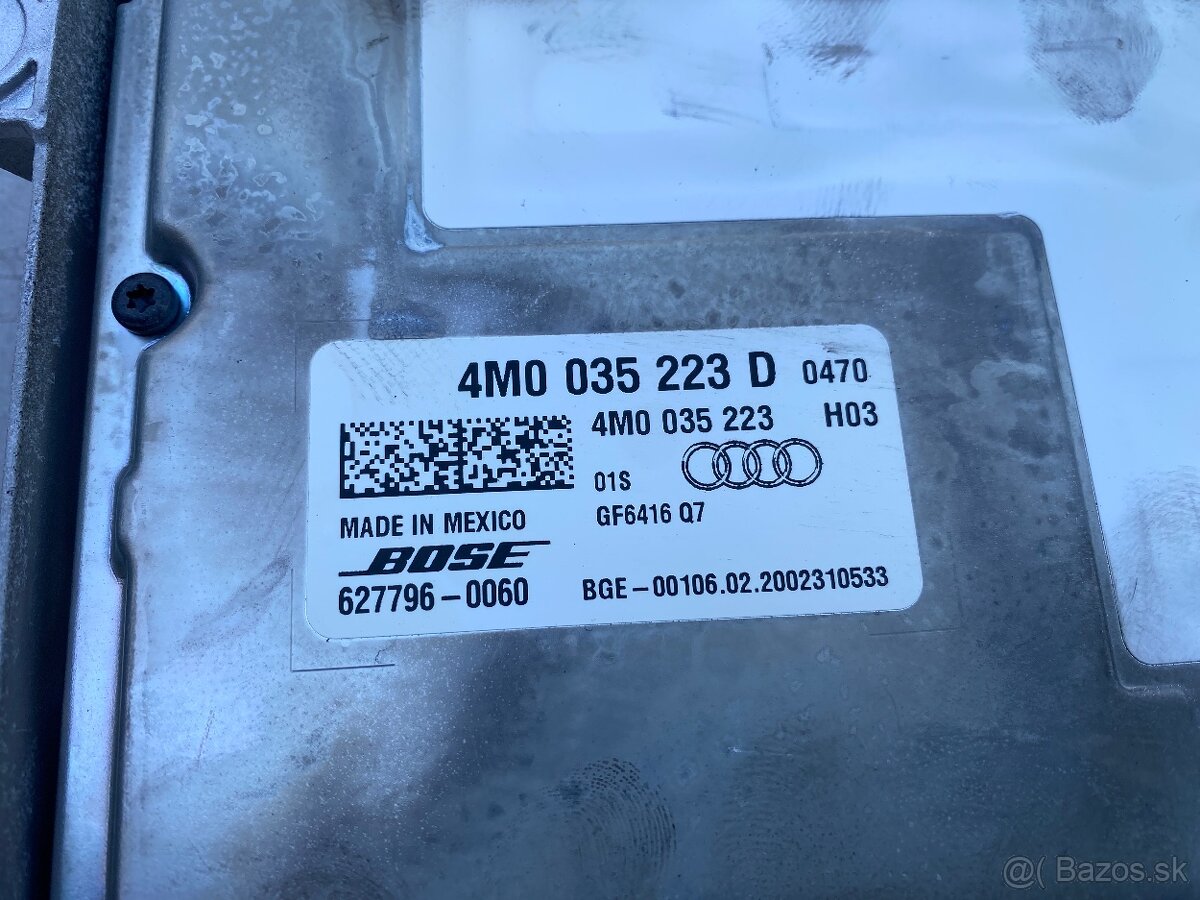 4M0 035 223 D 0470
4M0 035 223 H03
01S
GF6416 Q7
MADE IN MEXICO
BOSE
627796-0060
BGE-00106.02.2002310533
@( Bazos.sk